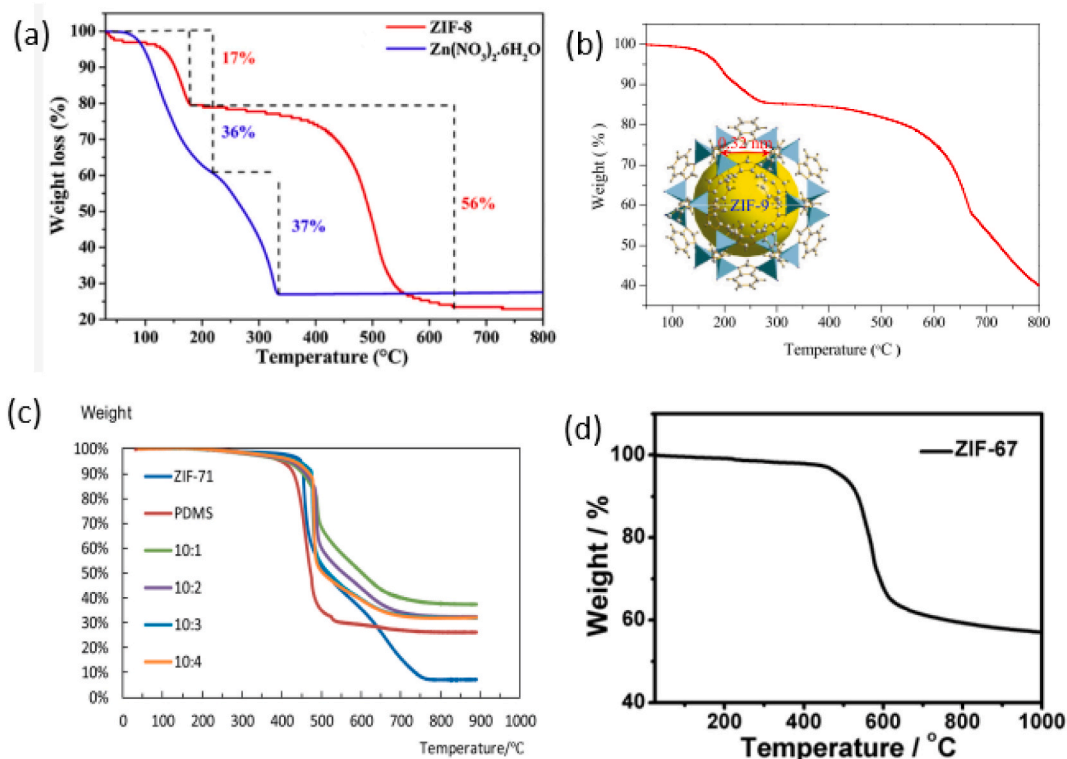 (a)
ZIF-8
Zn(NO3)2.6H2O
17%
36%
37%
56%
Weight loss (%)
100
90
80
70
60
50
40
30
20
100 200 300 400 500 600 700 800
Temperature (°C)
(b)
0.32 nm
ZIF-9
Weight ( % )
100
90
80
70
60
50
40
100 200 300 400 500 600 700 800
Temperature (°C )
(c)
Weight
100%
90%
80%
70%
60%
50%
40%
30%
20%
10%
0%
ZIF-71
PDMS
10:1
10:2
10:3
10:4
0 100 200 300 400 500 600 700 800 900 1000
Temperature/°C
(d)
ZIF-67
Weight / %
100
80
60
40
200 400 600 800 1000
Temperature / °C